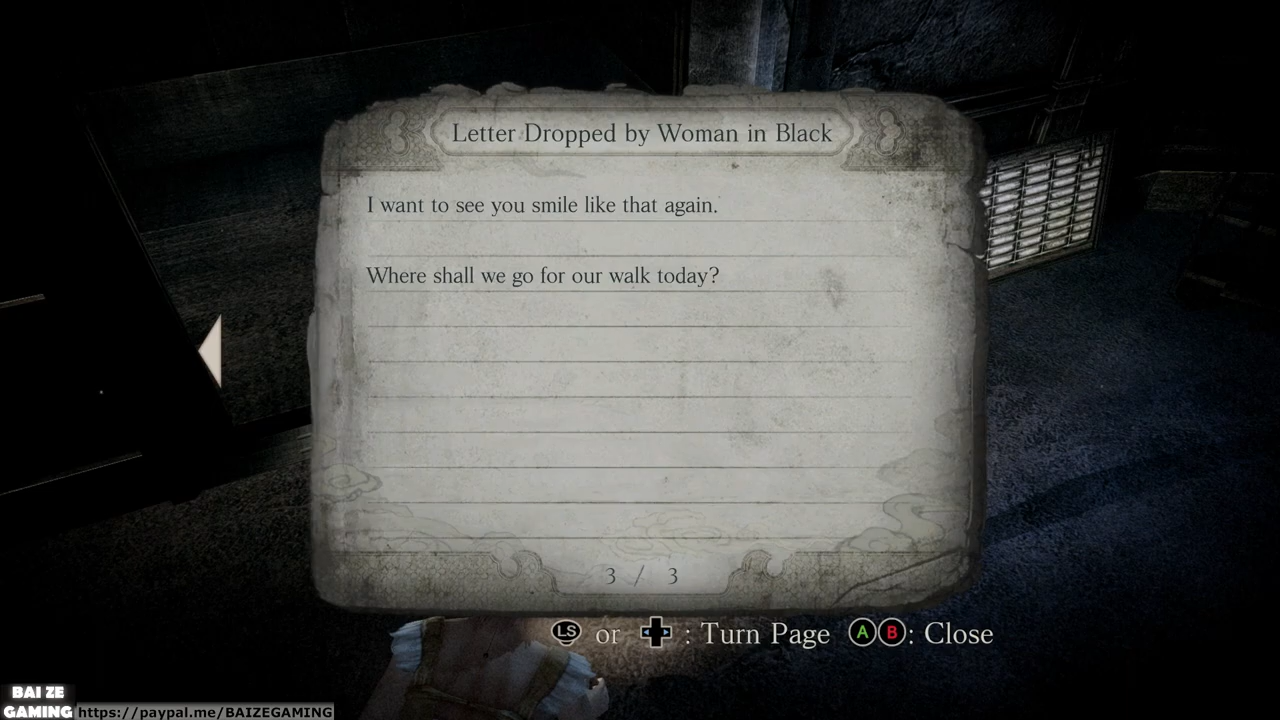 Letter Dropped by Woman in Black
I want to see you smile like that again.
Where shall we go for our walk today?
3 / 3
LS or : Turn Page A B : Close
BAI ZE
GAMING https://paypal.me/BAIZEGAMING